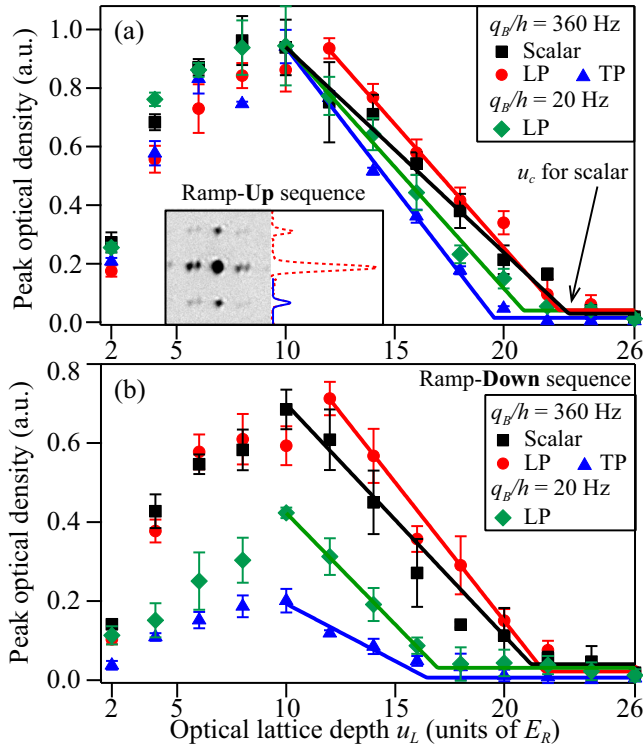 (a)
q_B/h = 360 Hz
Scalar
LP TP
q_B/h = 20 Hz
LP
u_c for scalar
Ramp-Up sequence
Peak optical density (a.u.)
1.0
0.8
0.6
0.4
0.2
0.0
2 5 10 15 20 26
(b)
Ramp-Down sequence
q_B/h = 360 Hz
Scalar
LP TP
q_B/h = 20 Hz
LP
Peak optical density (a.u.)
0.8
0.6
0.4
0.2
0.0
2 5 10 15 20 26
Optical lattice depth u_L (units of E_R)